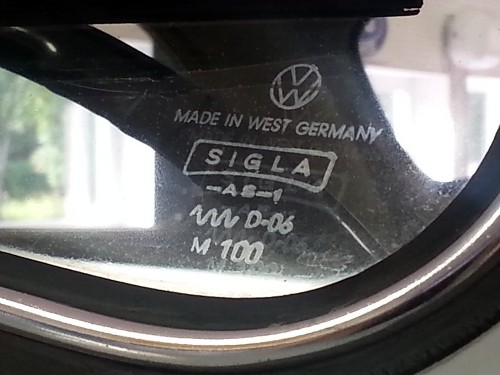 VW
MADE IN WEST GERMANY
SIGLA
-AS-1
D-06
M 100